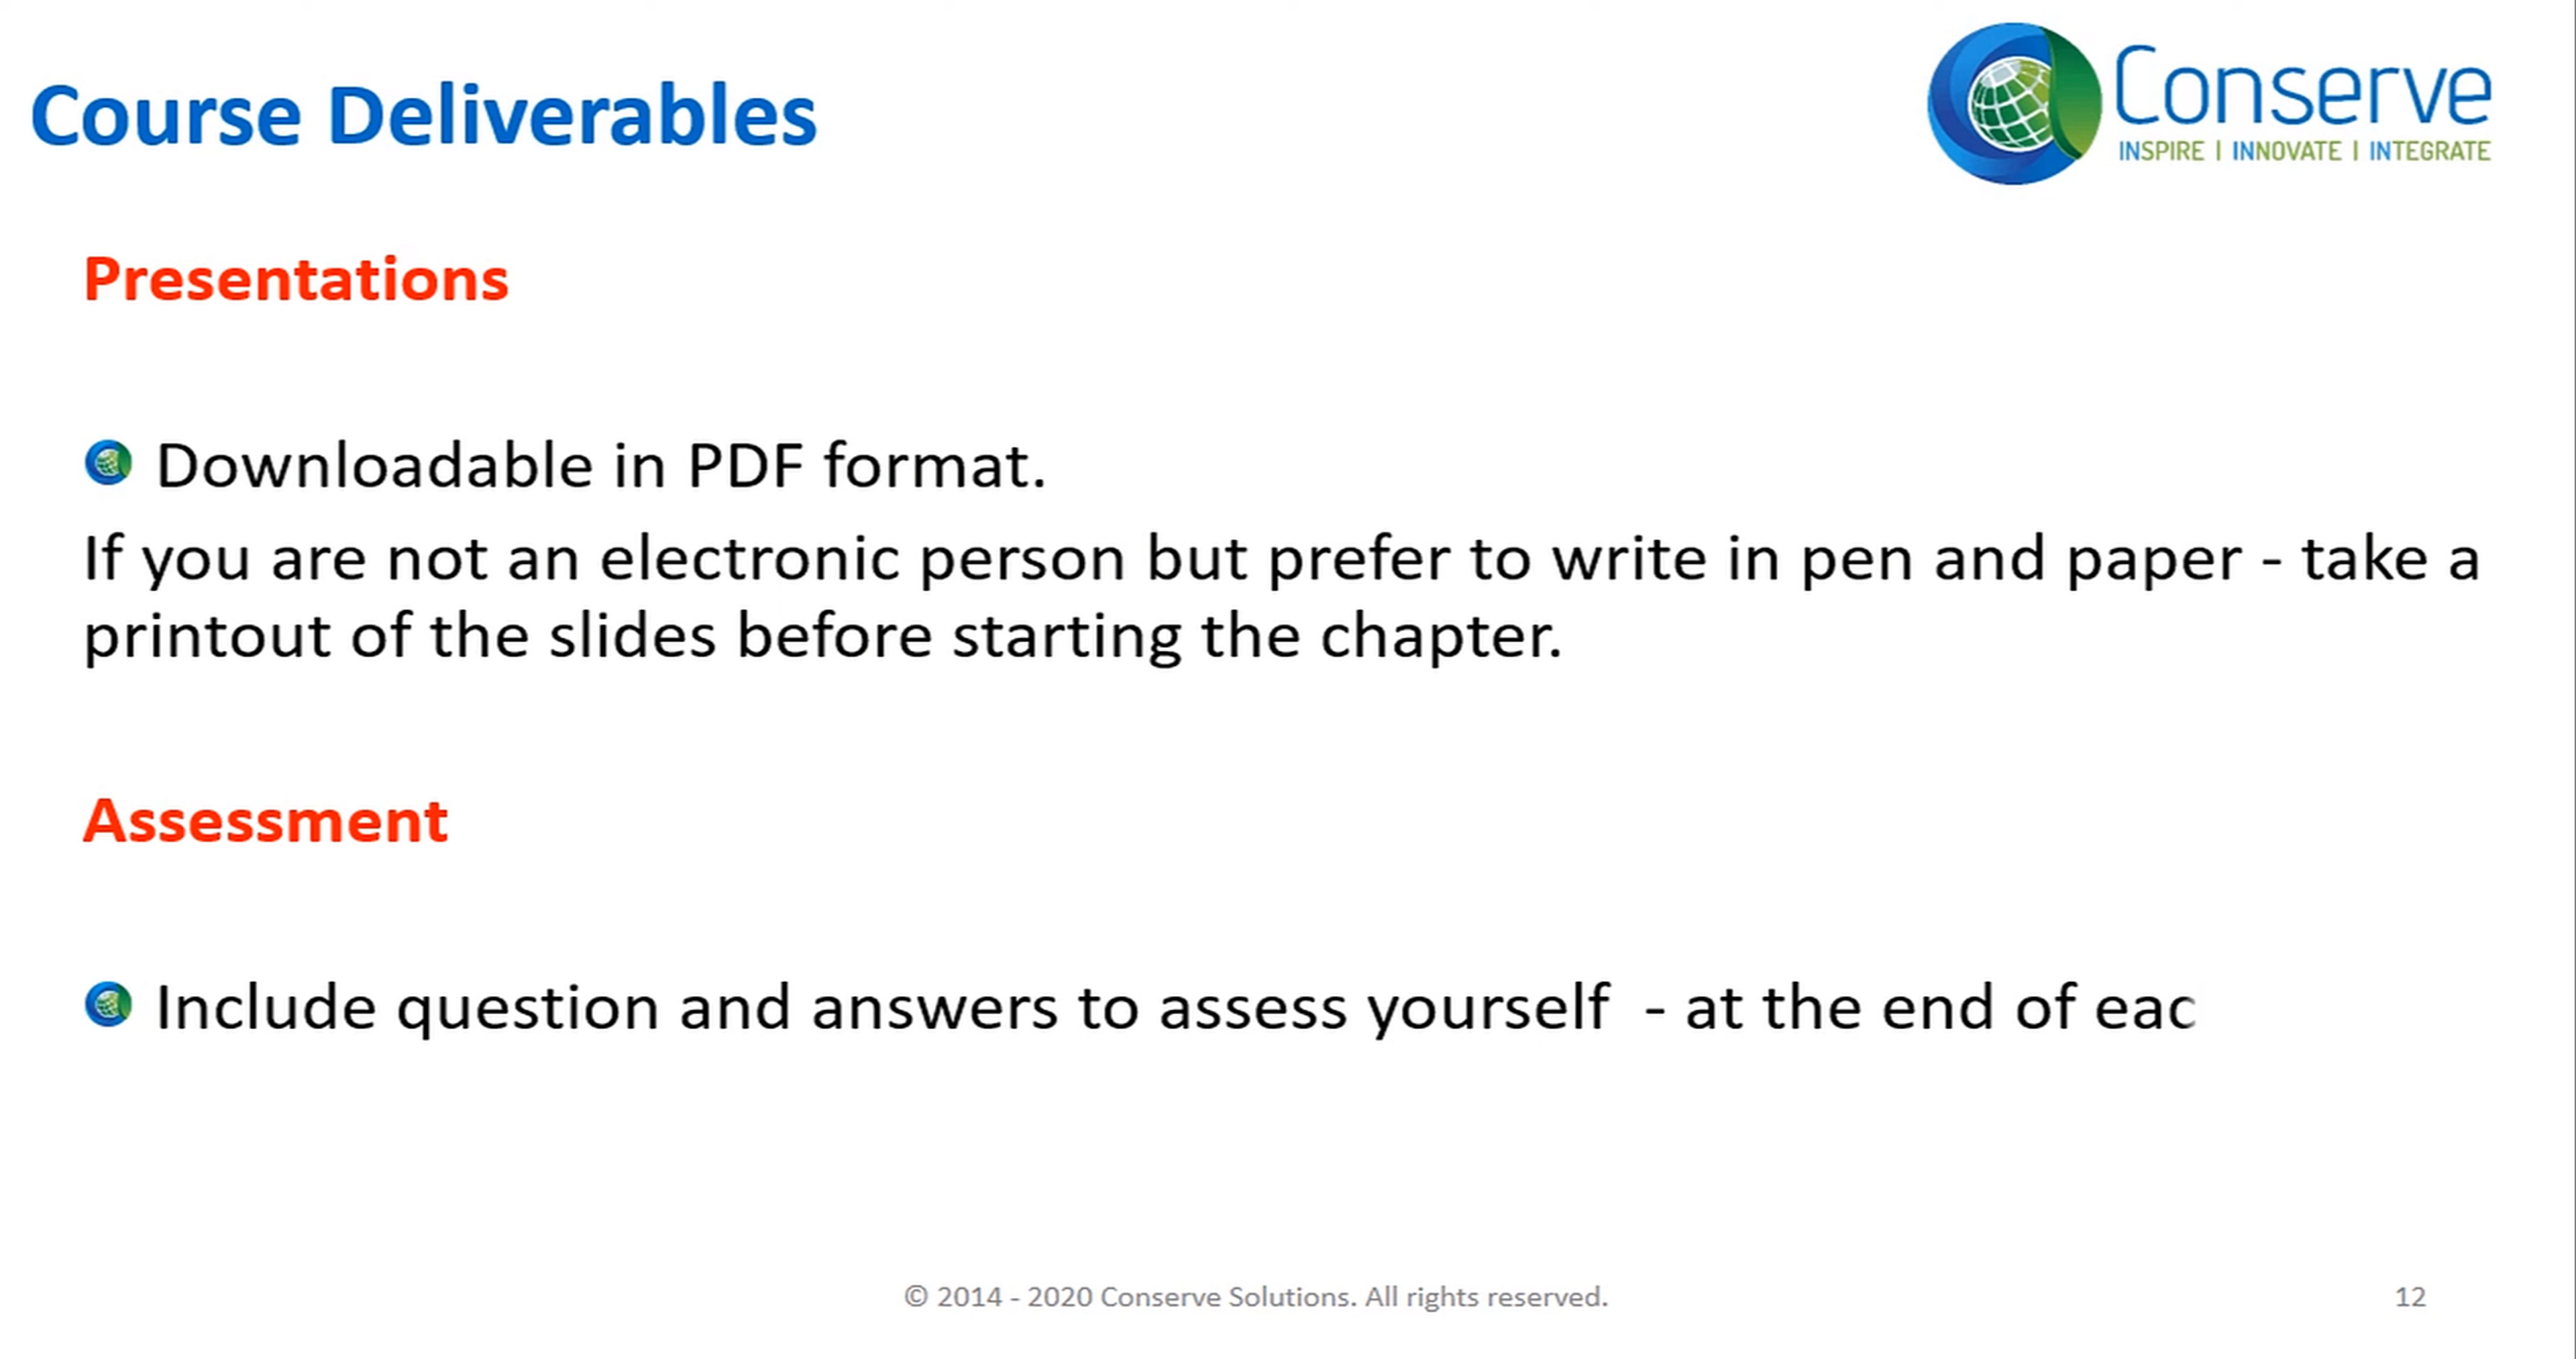 Course Deliverables
Conserve
INSPIRE | INNOVATE | INTEGRATE
Presentations
Downloadable in PDF format.
If you are not an electronic person but prefer to write in pen and paper - take a
printout of the slides before starting the chapter.
Assessment
Include question and answers to assess yourself  - at the end of eac
© 2014 - 2020 Conserve Solutions. All rights reserved.
12